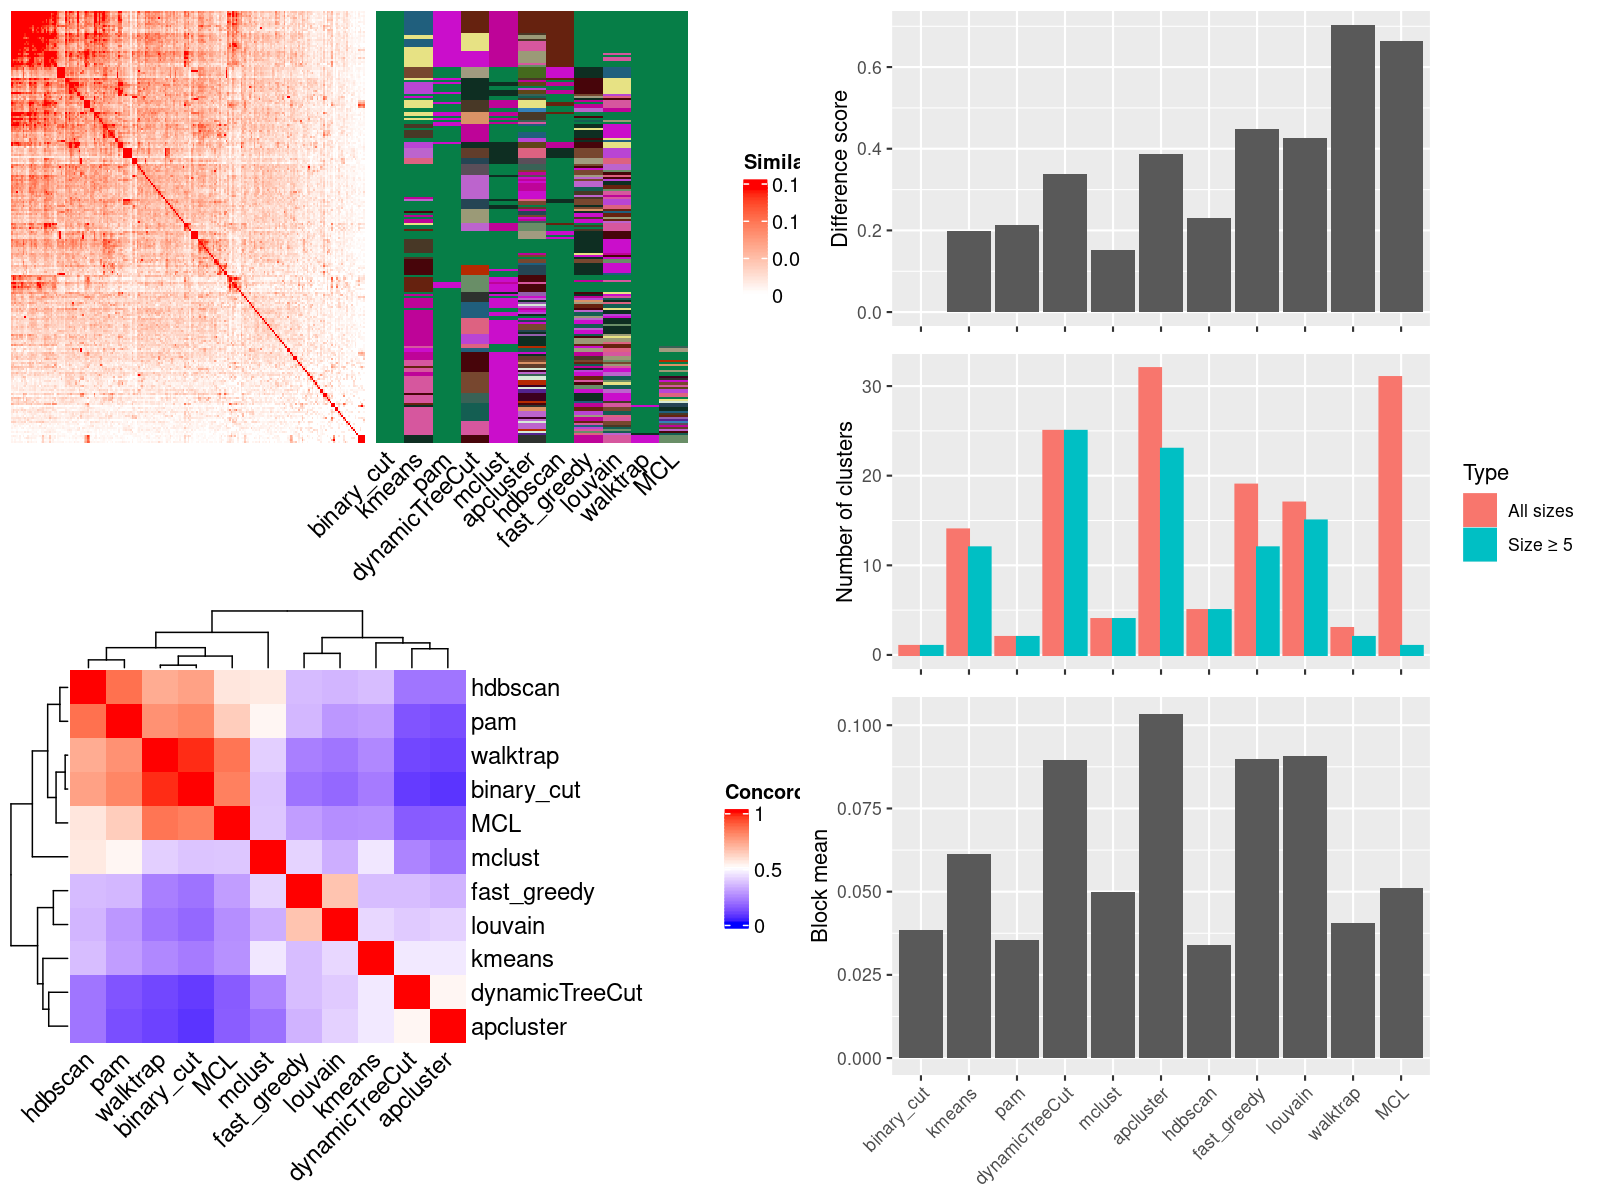 Simila
0.1
0.1
0.0
0
binary_cut
kmeans
pam
dynamicTreeCut
mclust
apcluster
hdbscan
fast_greedy
louvain
walktrap
MCL
hdbscan
pam
walktrap
binary_cut
MCL
mclust
fast_greedy
louvain
kmeans
dynamicTreeCut
apcluster
hdbscan
pam
walktrap
binary_cut
MCL
mclust
fast_greedy
louvain
kmeans
dynamicTreeCut
apcluster
Concord
1
0.5
0
Difference score
0.6
0.4
0.2
0.0
Number of clusters
30
20
10
0
Type
All sizes
Size ≥ 5
Block mean
0.100
0.075
0.050
0.025
0.000
binary_cut
kmeans
pam
dynamicTreeCut
mclust
apcluster
hdbscan
fast_greedy
louvain
walktrap
MCL